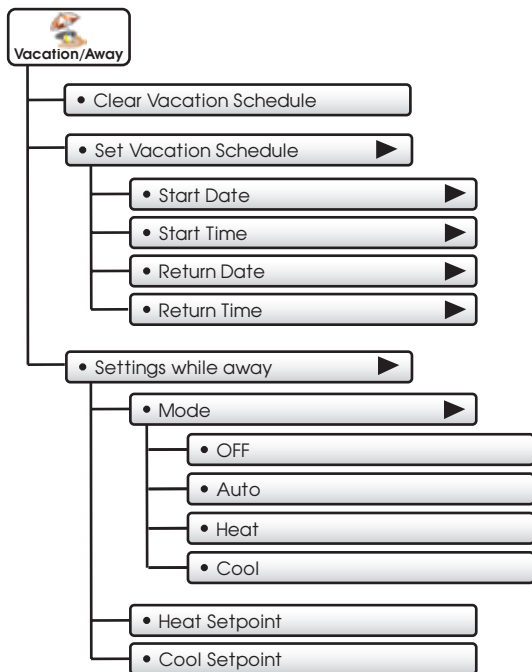 Vacation/Away
• Clear Vacation Schedule
• Set Vacation Schedule
• Start Date
• Start Time
• Return Date
• Return Time
• Settings while away
• Mode
• OFF
• Auto
• Heat
• Cool
• Heat Setpoint
• Cool Setpoint